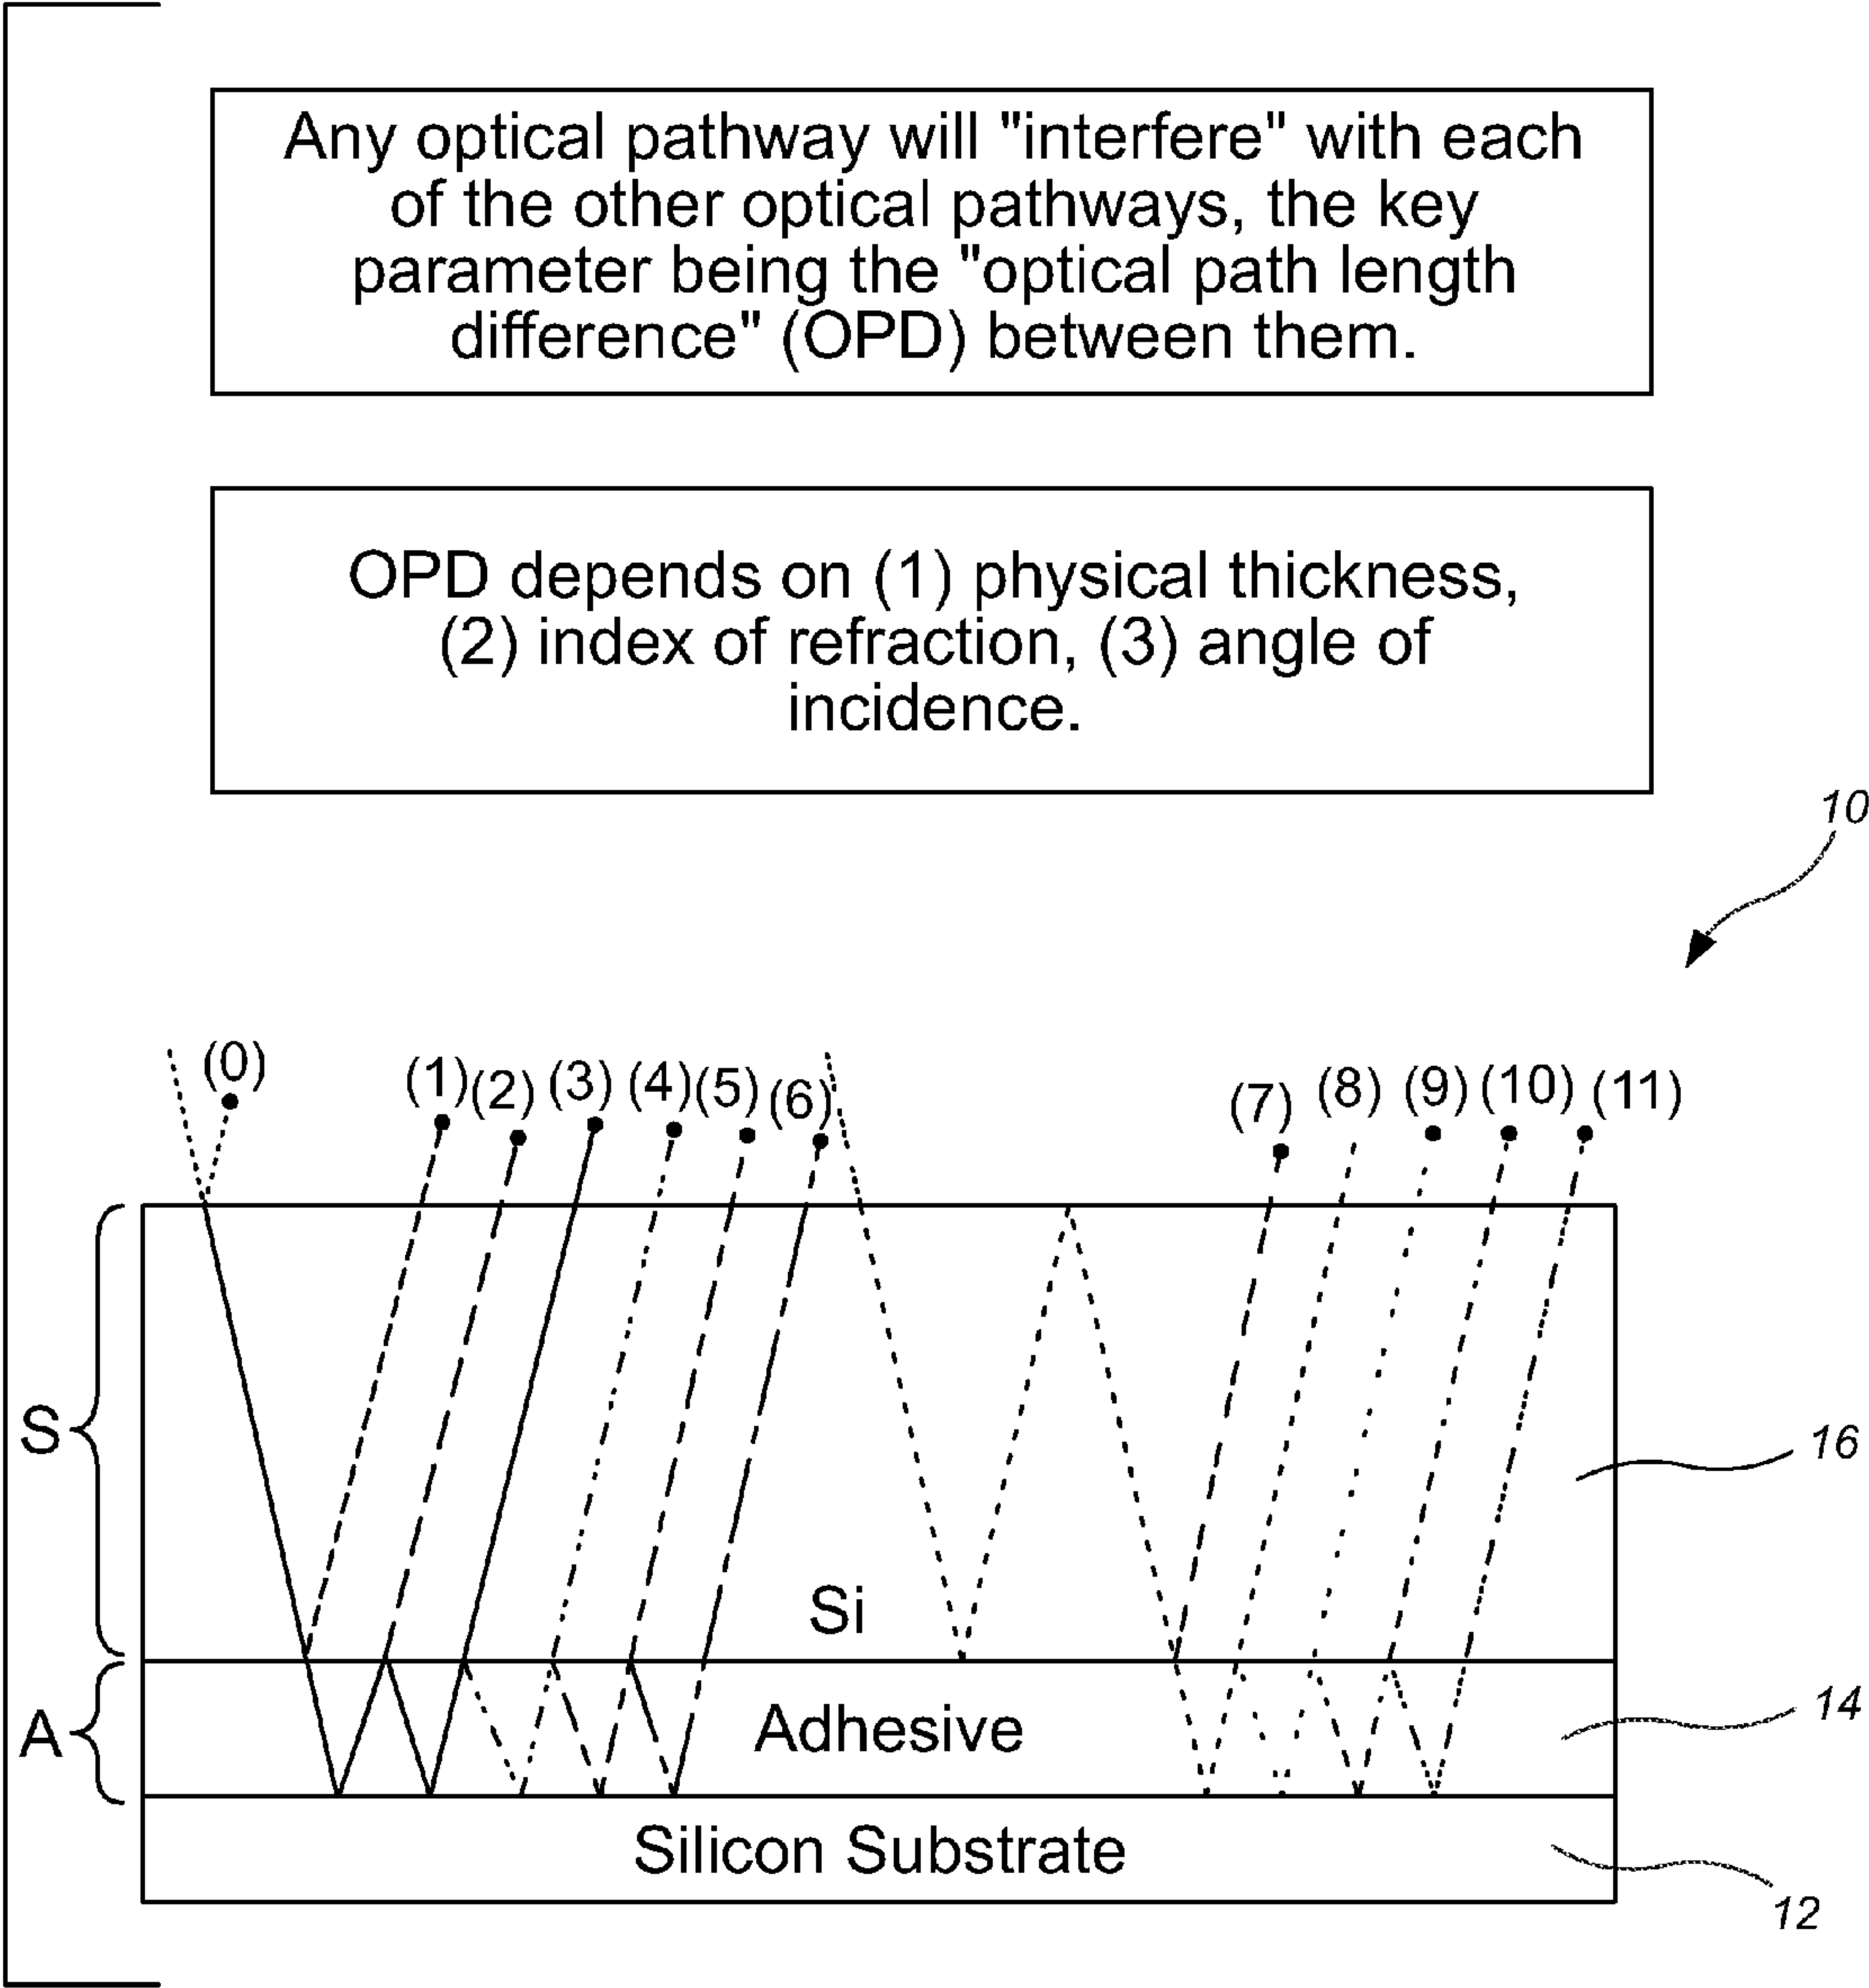 Any optical pathway will "interfere" with each
of the other optical pathways, the key
parameter being the "optical path length
difference" (OPD) between them.
OPD depends on (1) physical thickness,
(2) index of refraction, (3) angle of
incidence.
10
(0)
(1)
(2)
(3)
(4)
(5)
(6)
(7)
(8)
(9)
(10)
(11)
S
16
Si
A
Adhesive
14
Silicon Substrate
12